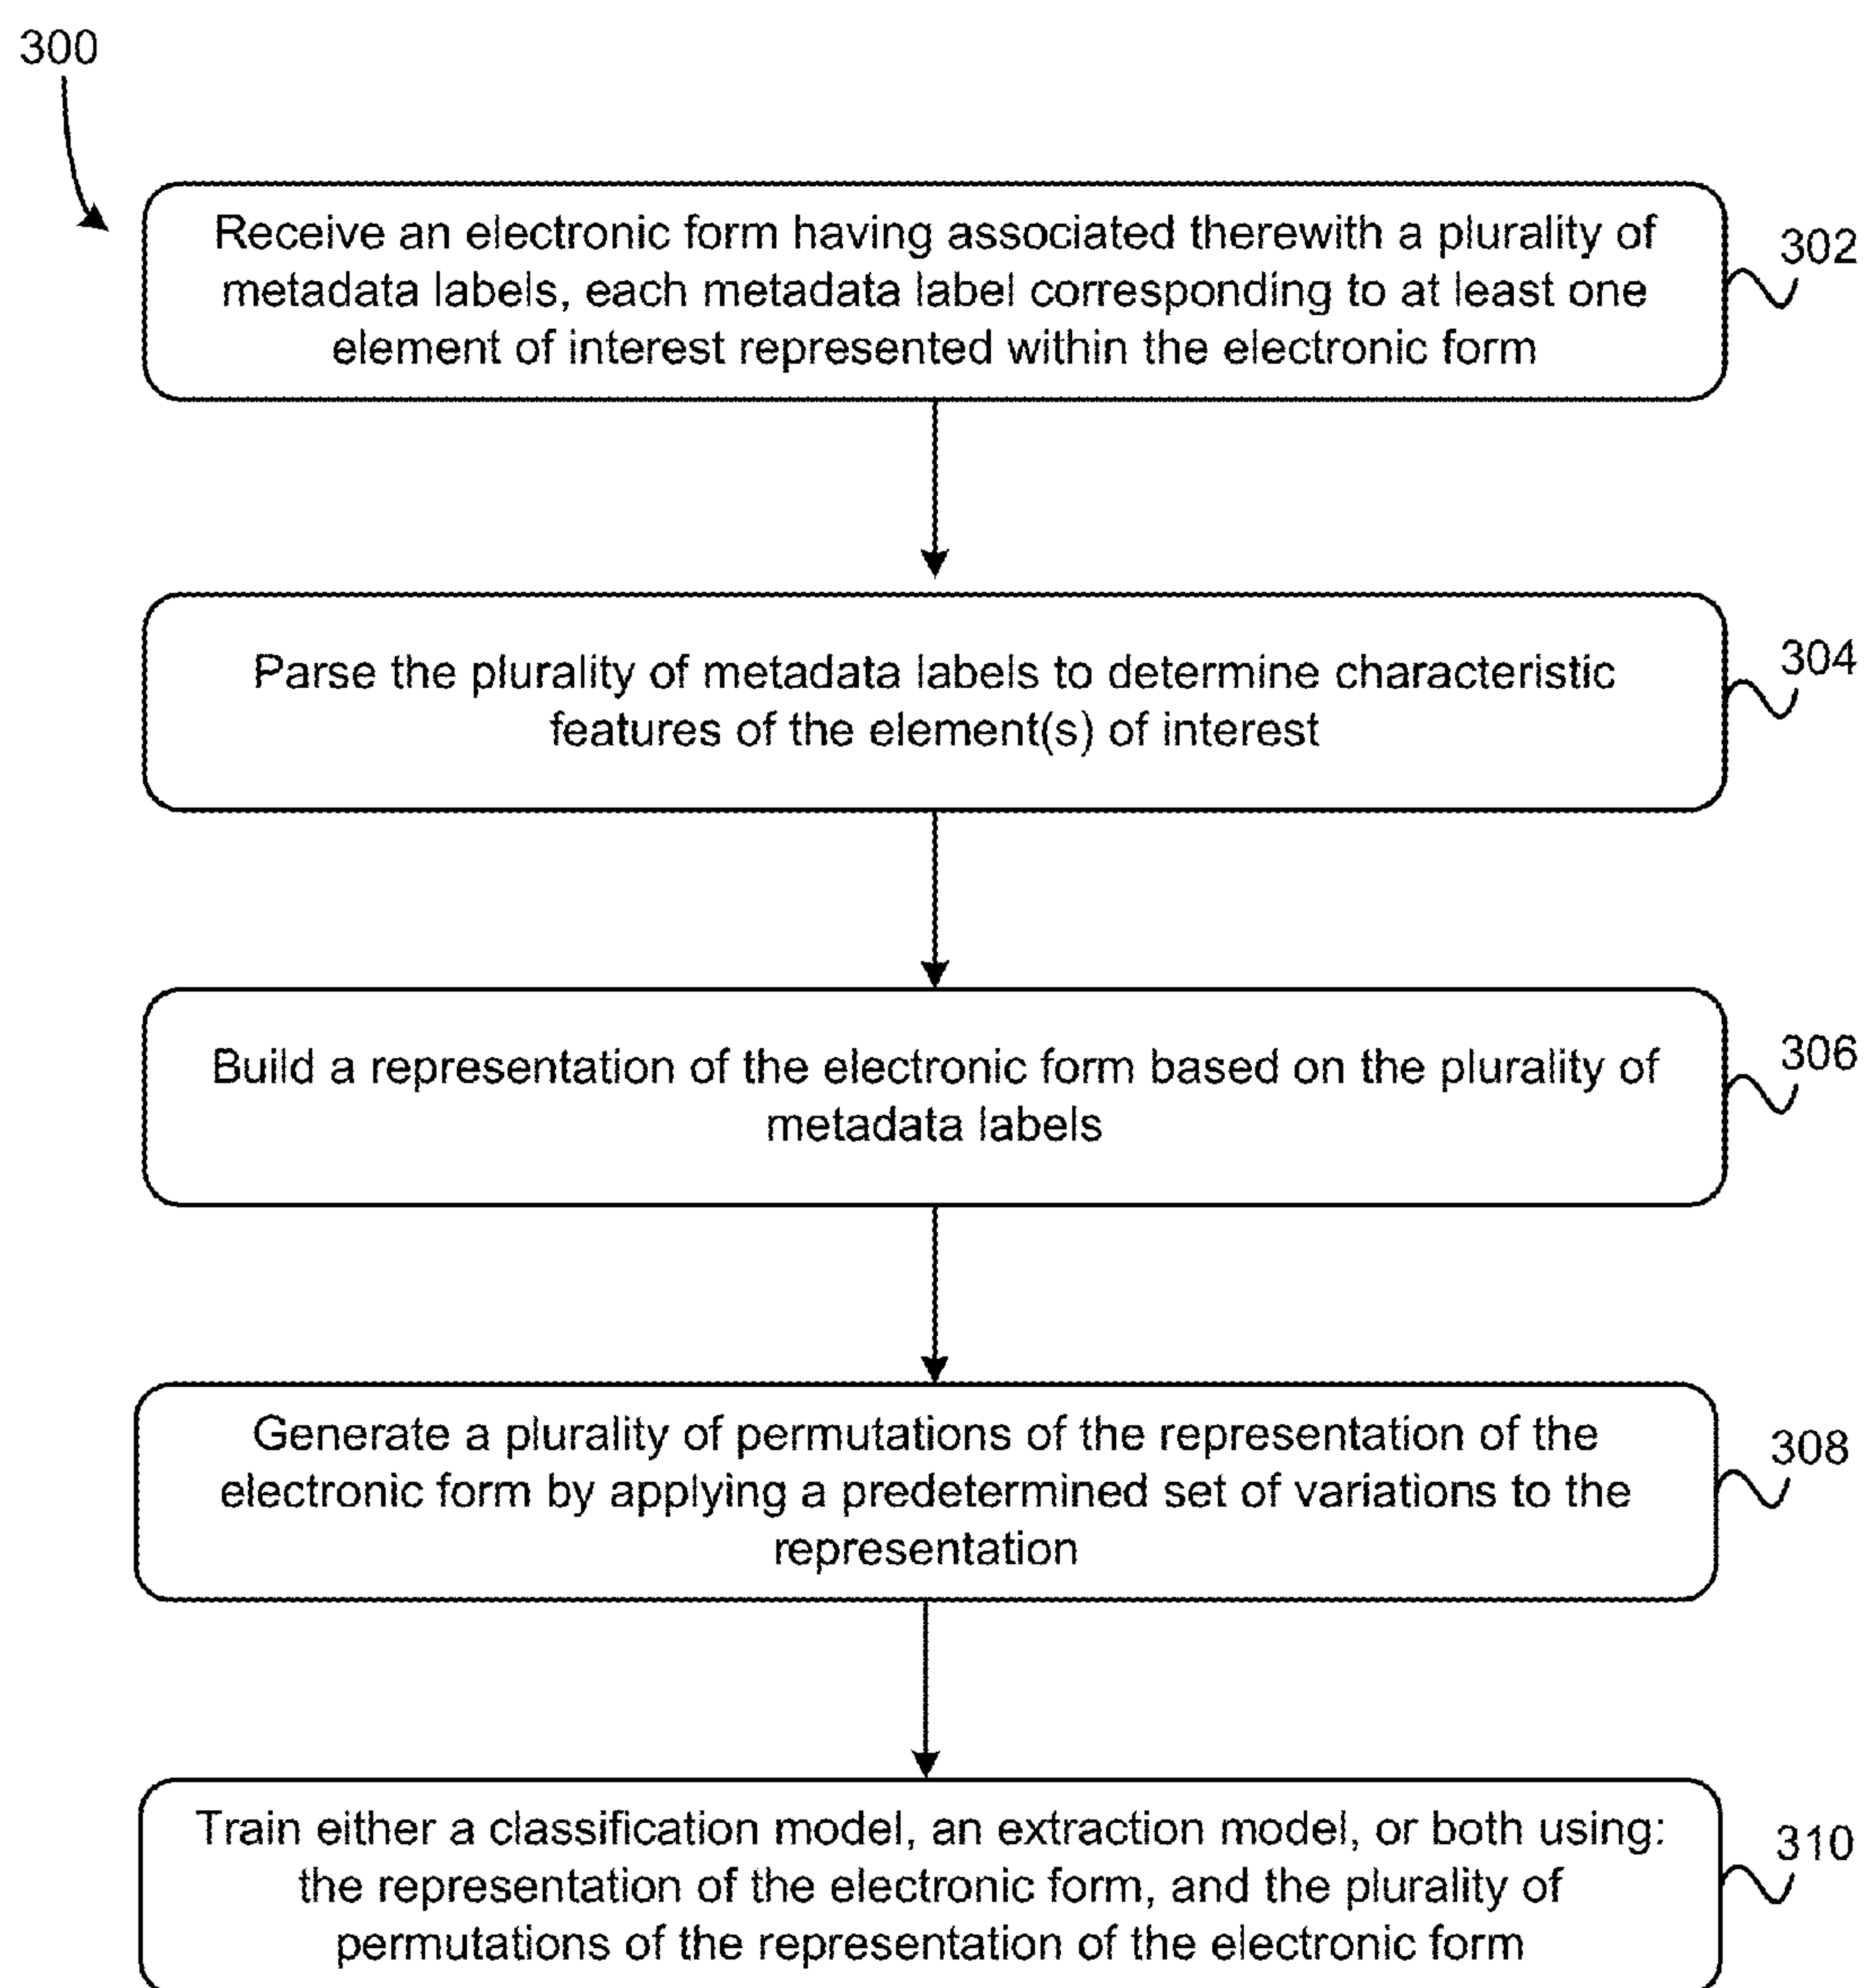 300
Receive an electronic form having associated therewith a plurality of
metadata labels, each metadata label corresponding to at least one
element of interest represented within the electronic form
302
Parse the plurality of metadata labels to determine characteristic
features of the element(s) of interest
304
Build a representation of the electronic form based on the plurality of
metadata labels
306
Generate a plurality of permutations of the representation of the
electronic form by applying a predetermined set of variations to the
representation
308
Train either a classification model, an extraction model, or both using:
the representation of the electronic form, and the plurality of
permutations of the representation of the electronic form
310